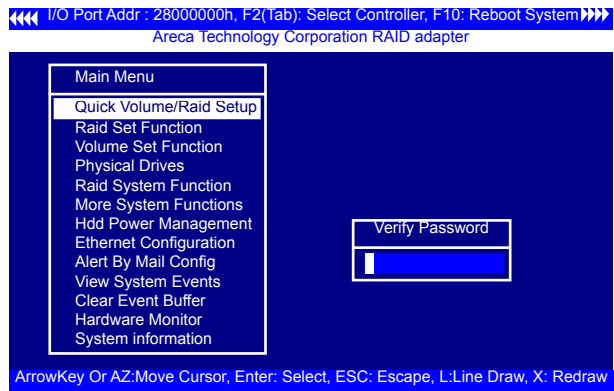 I/O Port Addr : 28000000h, F2(Tab): Select Controller, F10: Reboot System
Areca Technology Corporation RAID adapter
Main Menu
Quick Volume/Raid Setup
Raid Set Function
Volume Set Function
Physical Drives
Raid System Function
More System Functions
Hdd Power Management
Ethernet Configuration
Alert By Mail Config
View System Events
Clear Event Buffer
Hardware Monitor
System information
Verify Password
ArrowKey Or AZ:Move Cursor, Enter: Select, ESC: Escape, L:Line Draw, X: Redraw